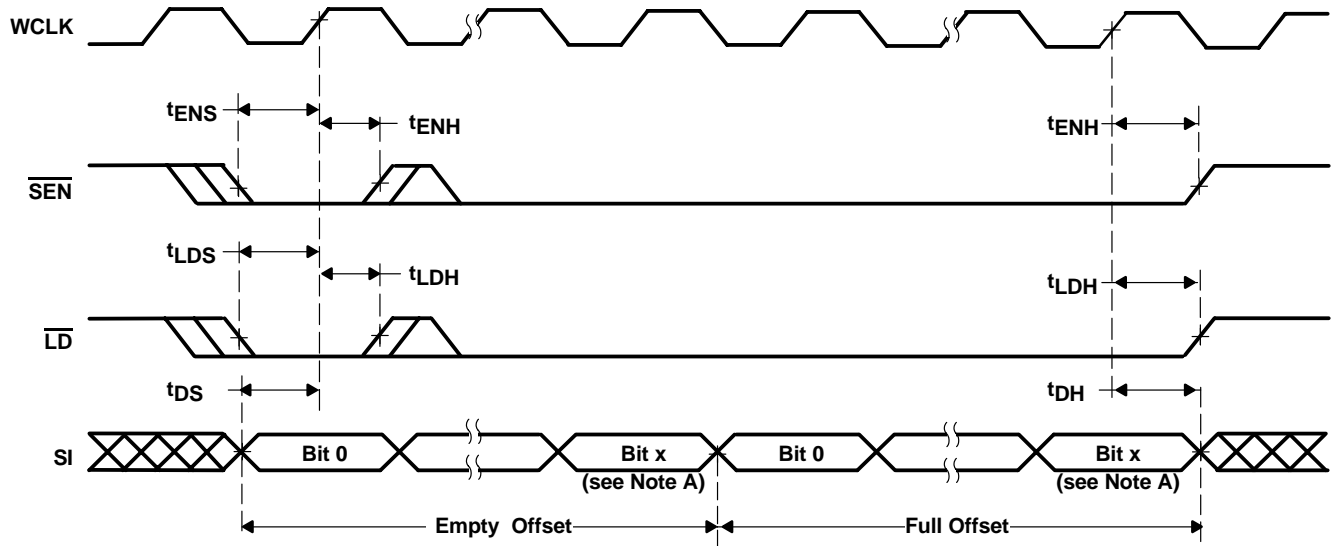 WCLK
tENS
tENH
tENH
SEN
tLDS
tLDH
tLDH
LD
tDS
tDH
SI
Bit 0
Bit x
(see Note A)
Bit 0
Bit x
(see Note A)
Empty Offset
Full Offset